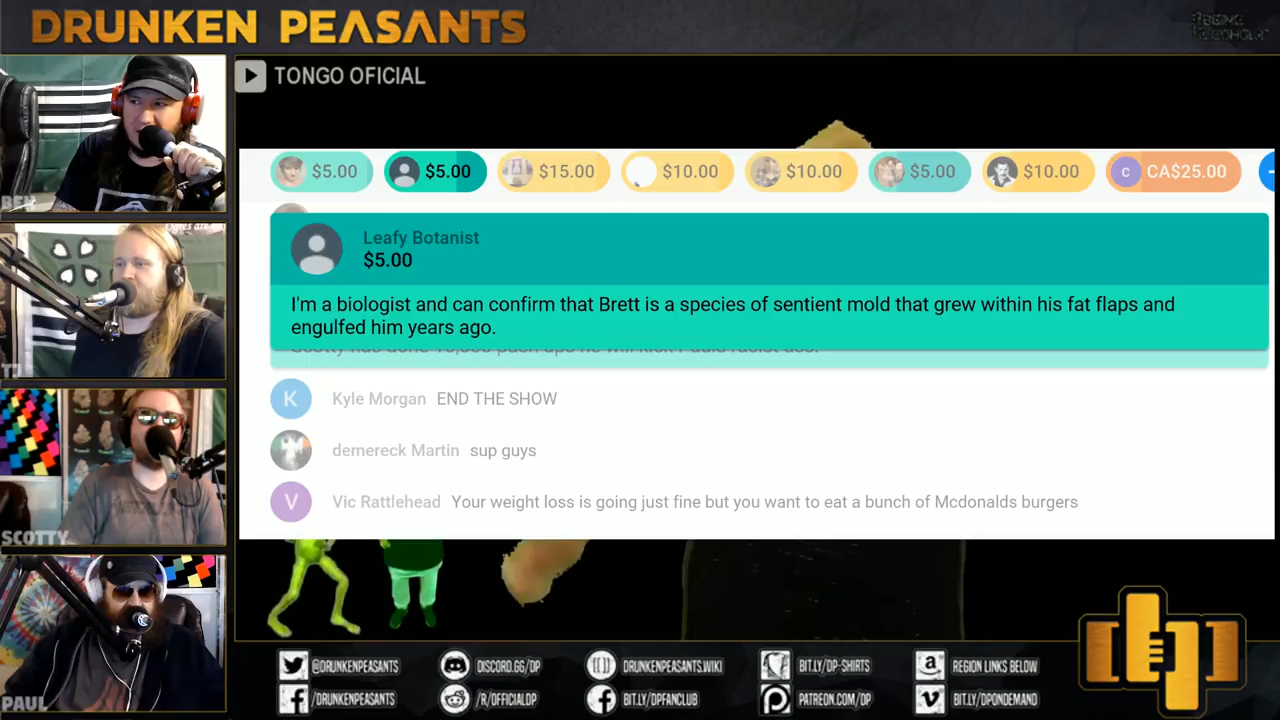 DRUNKEN PEASANTS
TONGO OFICIAL
$5.00
$5.00
$15.00
$10.00
$10.00
$5.00
$10.00
C
CA$25.00
Leafy Botanist
$5.00
I'm a biologist and can confirm that Brett is a species of sentient mold that grew within his fat flaps and
engulfed him years ago.
K
Kyle Morgan END THE SHOW
demereck Martin sup guys
V
Vic Rattlehead Your weight loss is going just fine but you want to eat a bunch of Mcdonalds burgers
BEN
TJ
SCOTTY
PAUL
@DRUNKENPEASANTS
DISCORD.GG/DP
DRUNKENPEASANTS.WIKI
BIT.LY/DP-SHIRTS
REGION LINKS BELOW
/DRUNKENPEASANTS
/R/OFFICIALDP
BIT.LY/DPFANCLUB
PATREON.COM/DP
BIT.LY/DPONDEMAND